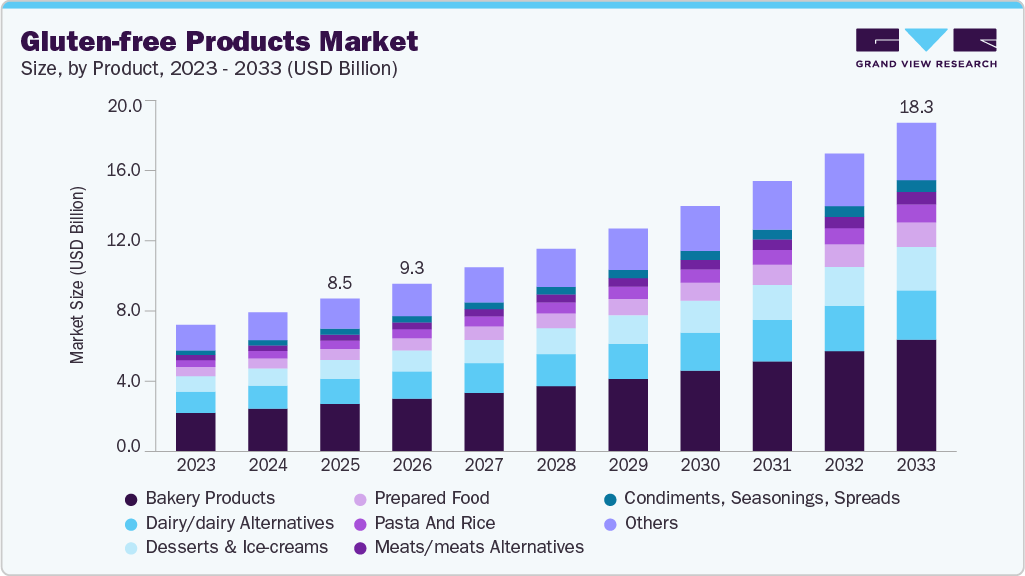 Gluten-free Products Market
Size, by Product, 2023 - 2033 (USD Billion)
GRAND VIEW RESEARCH
Market Size (USD Billion)
20.0
16.0
12.0
8.0
4.0
0.0
8.5
9.3
18.3
2023 2024 2025 2026 2027 2028 2029 2030 2031 2032 2033
Bakery Products Prepared Food Condiments, Seasonings, Spreads
Dairy/dairy Alternatives Pasta And Rice Others
Desserts & Ice-creams Meats/meats Alternatives